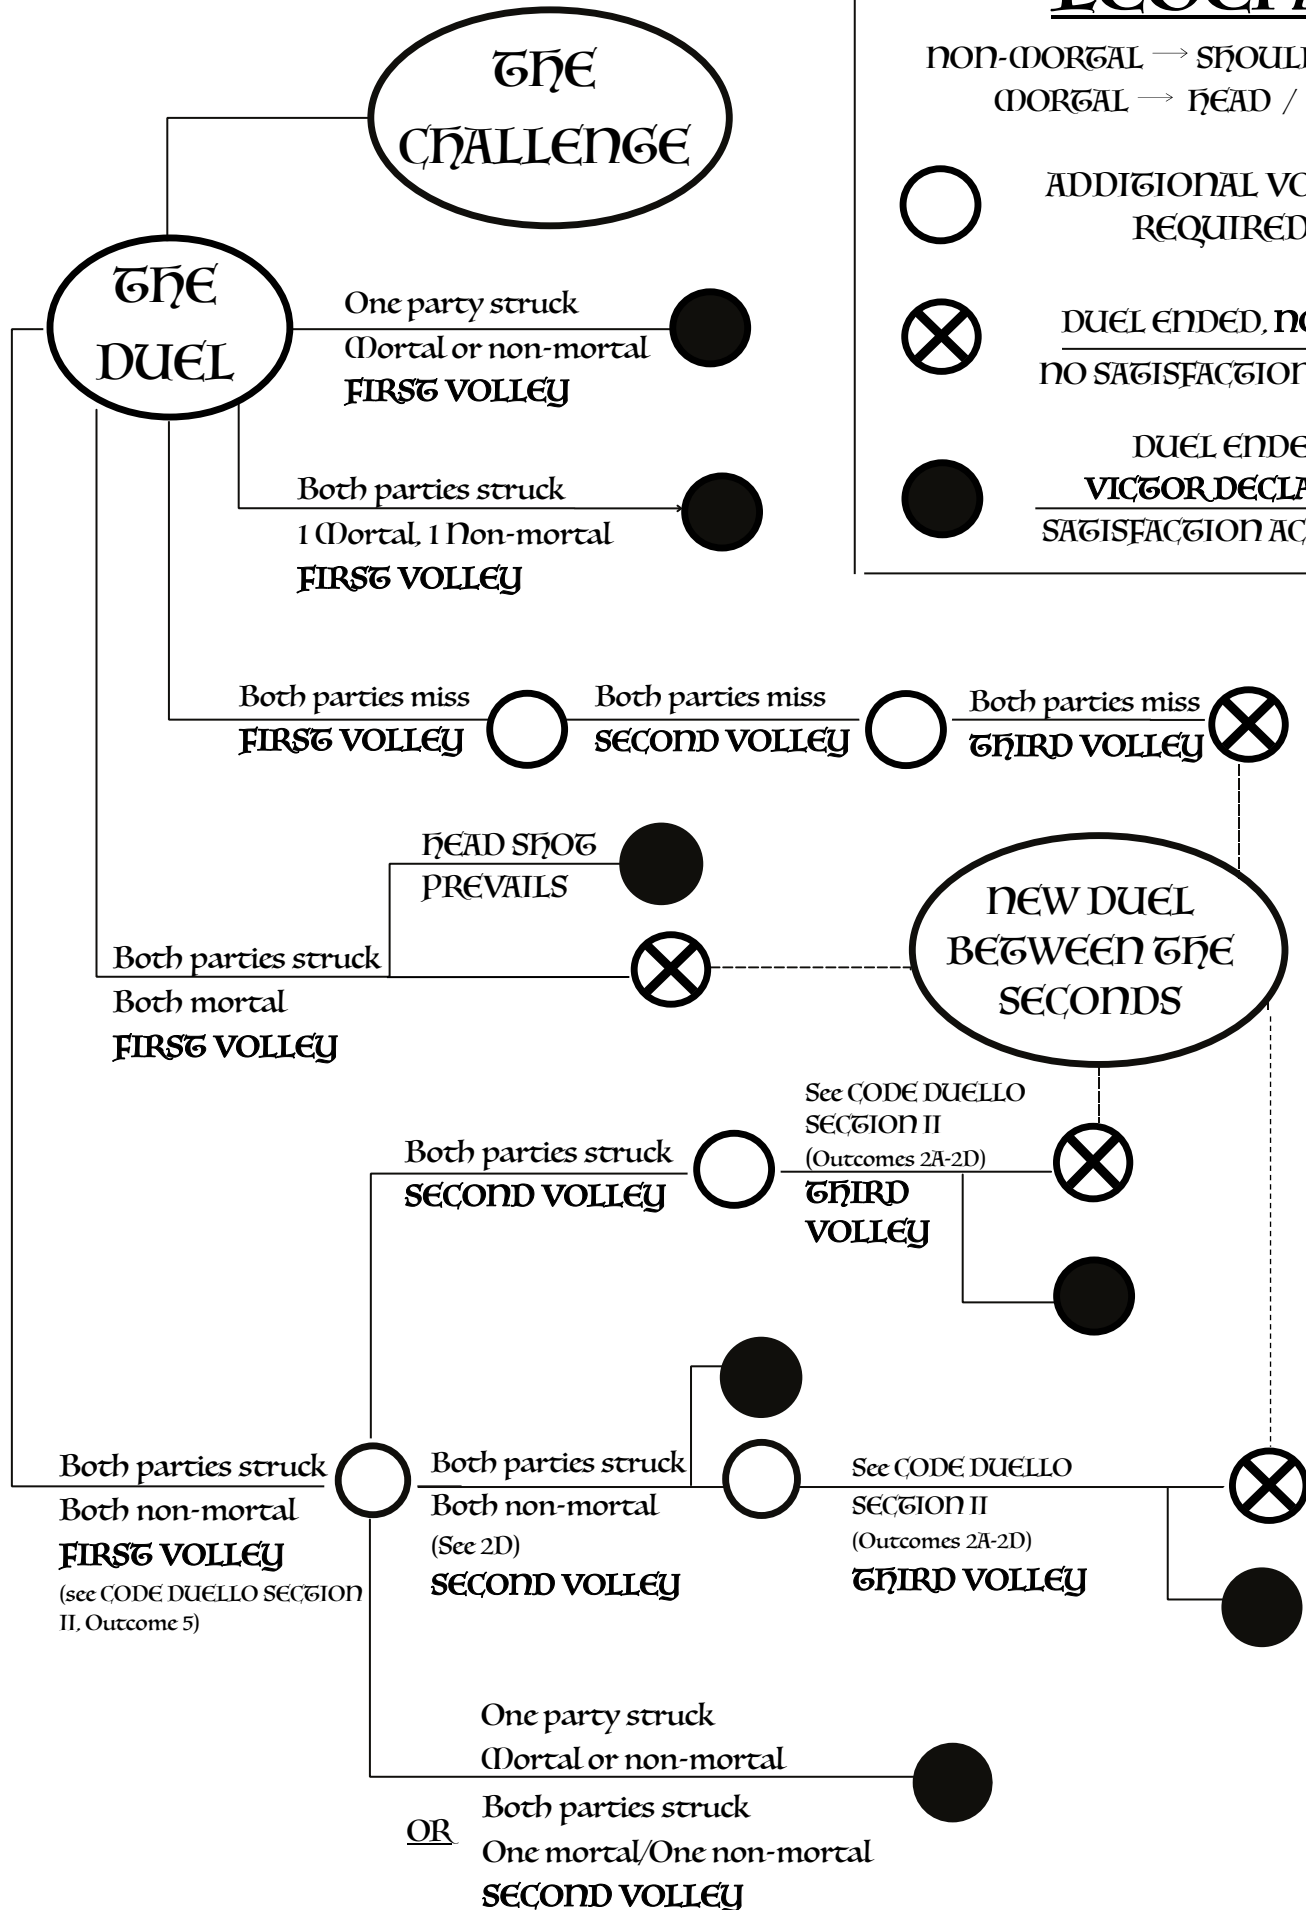 THE
CHALLENGE
NON-MORTAL → SHOUL
MORTAL → HEAD /
ADDITIONAL VO
REQUIRED
DUEL ENDED, NO
NO SATISFACTION
DUEL ENDE
VICTOR DECLA
SATISFACTION AC
THE
DUEL
One party struck
Mortal or non-mortal
FIRST VOLLEY
Both parties struck
1 Mortal, 1 Non-mortal
FIRST VOLLEY
Both parties miss
FIRST VOLLEY
Both parties miss
SECOND VOLLEY
Both parties miss
THIRD VOLLEY
HEAD SHOT
PREVAILS
Both parties struck
Both mortal
FIRST VOLLEY
NEW DUEL
BETWEEN THE
SECONDS
Both parties struck
SECOND VOLLEY
See CODE DUELLO
SECTION II
(Outcomes 2A-2D)
THIRD
VOLLEY
Both parties struck
Both non-mortal
FIRST VOLLEY
(see CODE DUELLO SECTION
II, Outcome 5)
Both parties struck
Both non-mortal
(See 2D)
SECOND VOLLEY
See CODE DUELLO
SECTION II
(Outcomes 2A-2D)
THIRD VOLLEY
One party struck
Mortal or non-mortal
OR
Both parties struck
One mortal/One non-mortal
SECOND VOLLEY